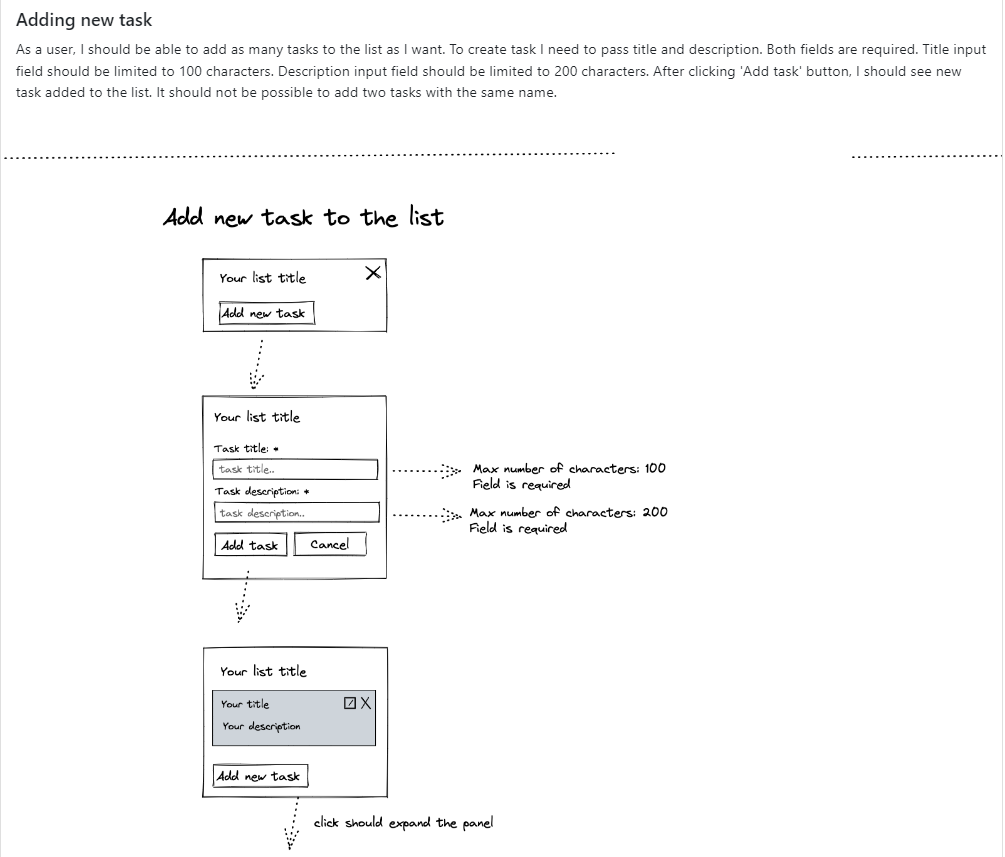 Adding new task
As a user, I should be able to add as many tasks to the list as I want. To create task I need to pass title and description. Both fields are required. Title input
field should be limited to 100 characters. Description input field should be limited to 200 characters. After clicking 'Add task' button, I should see new
task added to the list. It should not be possible to add two tasks with the same name.
Add new task to the list
Your list title
Add new task
Your list title
Task title: *
task title..
Max number of characters: 100
Field is required
Task description: *
task description..
Max number of characters: 200
Field is required
Add task
Cancel
Your list title
Your title
Your description
Add new task
click should expand the panel